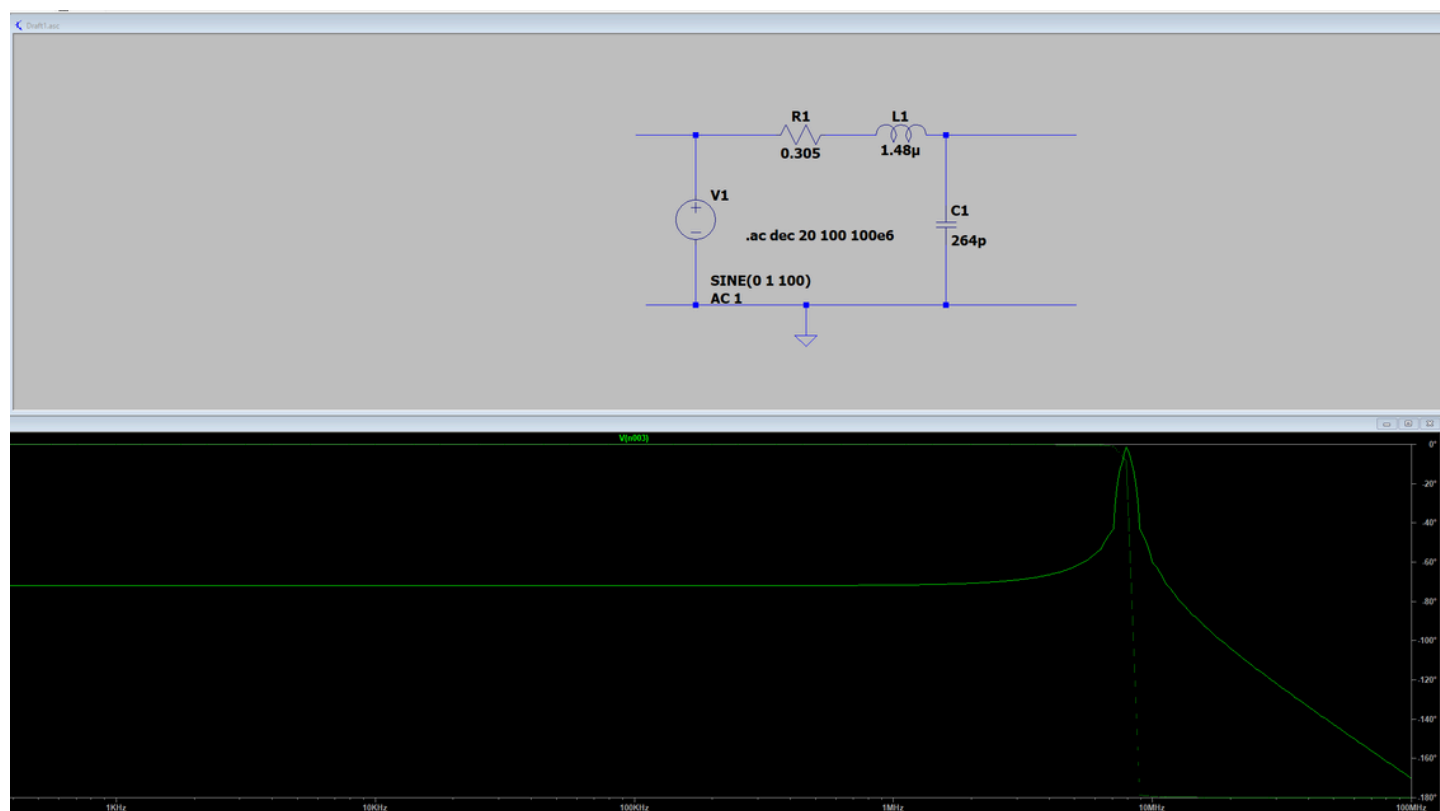 Draft1.asc
R1
L1
0.305
1.48µ
V1
C1
.ac dec 20 100 100e6
264p
SINE(0 1 100)
AC 1
V(n003)
0°
-20°
-40°
-60°
-80°
-100°
-120°
-140°
-160°
-180°
1KHz
10KHz
100KHz
1MHz
10MHz
100MHz